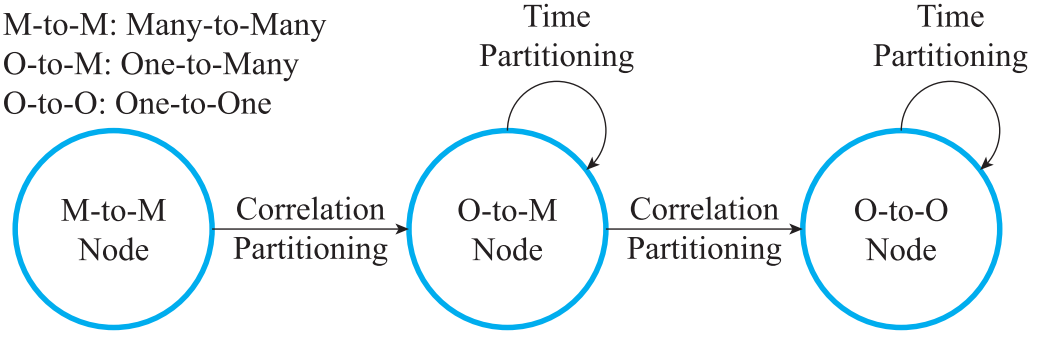 M-to-M: Many-to-Many
O-to-M: One-to-Many
O-to-O: One-to-One
Time
Partitioning
Time
Partitioning
M-to-M
Node
Correlation
Partitioning
O-to-M
Node
Correlation
Partitioning
O-to-O
Node